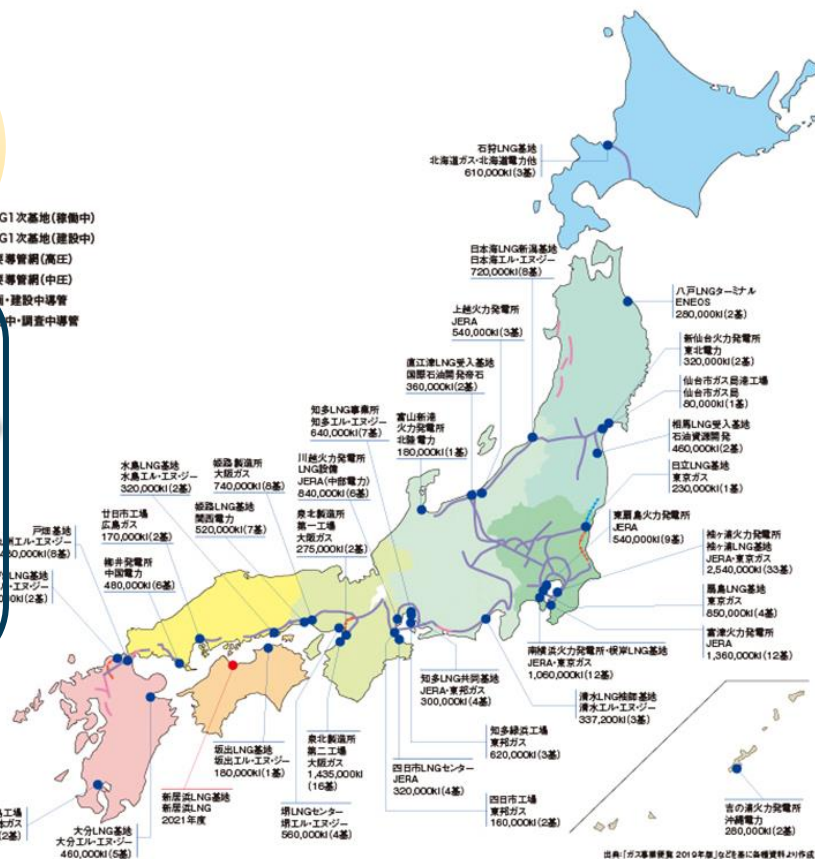 G1次基地(稼働中)
G1次基地(建設中)
要導管網(高圧)
要導管網(中圧)
・建設中導管
中・調査中導管
石狩LNG基地
北海道ガス・北海道電力他
610,000kl(3基)
日本海LNG新潟基地
日本海エル・エヌ・ジー
720,000kl(8基)
八戸LNGターミナル
ENEOS
280,000kl(2基)
上越火力発電所
JERA
540,000kl(3基)
新仙台火力発電所
東北電力
320,000kl(2基)
直江津LNG受入基地
国際石油開発帝石
360,000kl(2基)
仙台市ガス局港工場
仙台市ガス局
80,000kl(1基)
知多LNG事業所
知多エル・エヌ・ジー
640,000kl(7基)
富山新港
火力発電所
北陸電力
180,000kl(1基)
相馬LNG受入基地
石油資源開発
460,000kl(2基)
水島LNG基地
水島エル・エヌ・ジー
320,000kl(2基)
姫路製造所
大阪ガス
740,000kl(8基)
川越火力発電所
LNG設備
JERA(中部電力)
840,000kl(6基)
日立LNG基地
東京ガス
230,000kl(1基)
廿日市工場
広島ガス
170,000kl(2基)
姫路LNG基地
関西電力
520,000kl(7基)
泉北製造所
第一工場
大阪ガス
275,000kl(2基)
東扇島火力発電所
JERA
540,000kl(9基)
戸畑基地
州エル・エヌ・ジー
480,000kl(8基)
柳井発電所
中国電力
480,000kl(6基)
袖ヶ浦火力発電所
袖ヶ浦LNG基地
JERA・東京ガス
2,540,000kl(33基)
LNG基地
エル・エヌ・ジー
(2基)
扇島LNG基地
東京ガス
850,000kl(4基)
富津火力発電所
JERA
1,360,000kl(12基)
南横浜火力発電所・根岸LNG基地
JERA・東京ガス
1,060,000kl(12基)
知多LNG共同基地
JERA・東邦ガス
300,000kl(4基)
清水LNG袖師基地
清水エル・エヌ・ジー
337,200kl(3基)
知多緑浜工場
東邦ガス
620,000kl(3基)
坂出LNG基地
坂出エル・エヌ・ジー
180,000kl(1基)
泉北製造所
第二工場
大阪ガス
1,435,000kl
(16基)
四日市LNGセンター
JERA
320,000kl(4基)
新居浜LNG基地
新居浜LNG
2021年度
四日市工場
東邦ガス
160,000kl(2基)
堺LNGセンター
堺エル・エヌ・ジー
560,000kl(4基)
工場
本ガス
(2基)
大分LNG基地
大分エル・エヌ・ジー
460,000kl(5基)
吉の浦火力発電所
沖縄電力
280,000kl(2基)
出典:「ガス事業便覧 2019年版」などを基に各種資料より作成